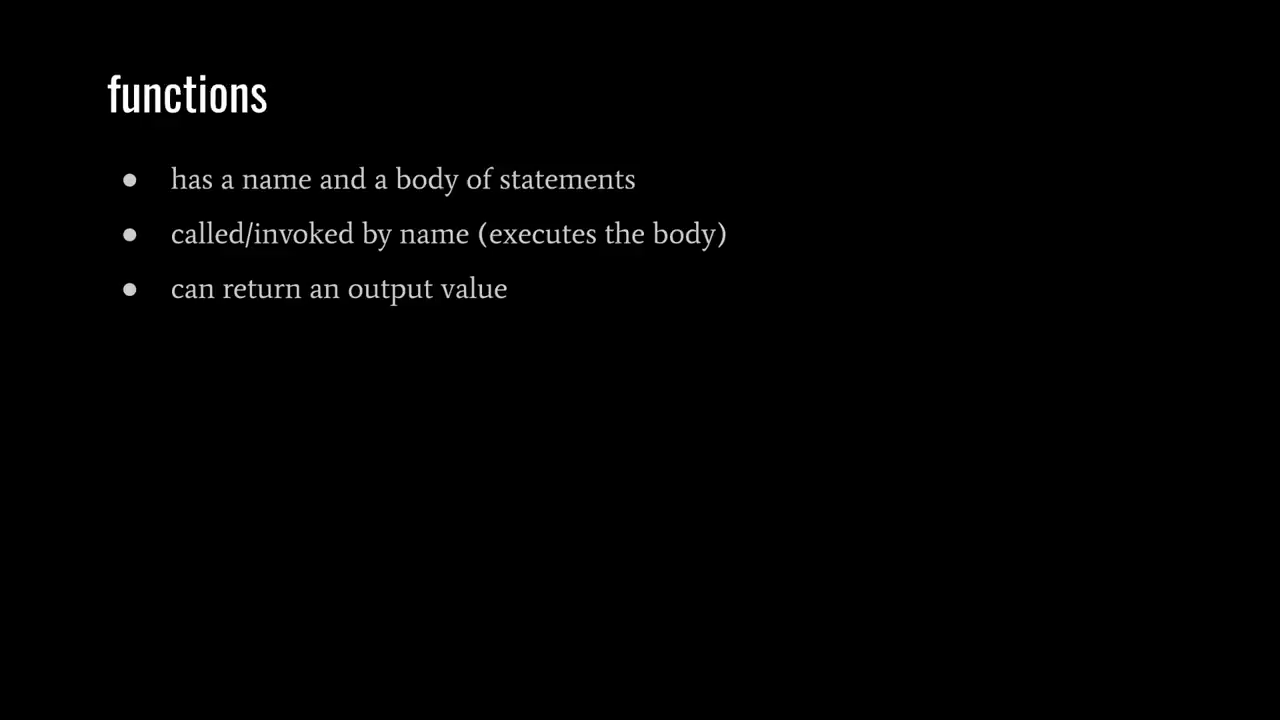 functions
● has a name and a body of statements
● called/invoked by name (executes the body)
● can return an output value